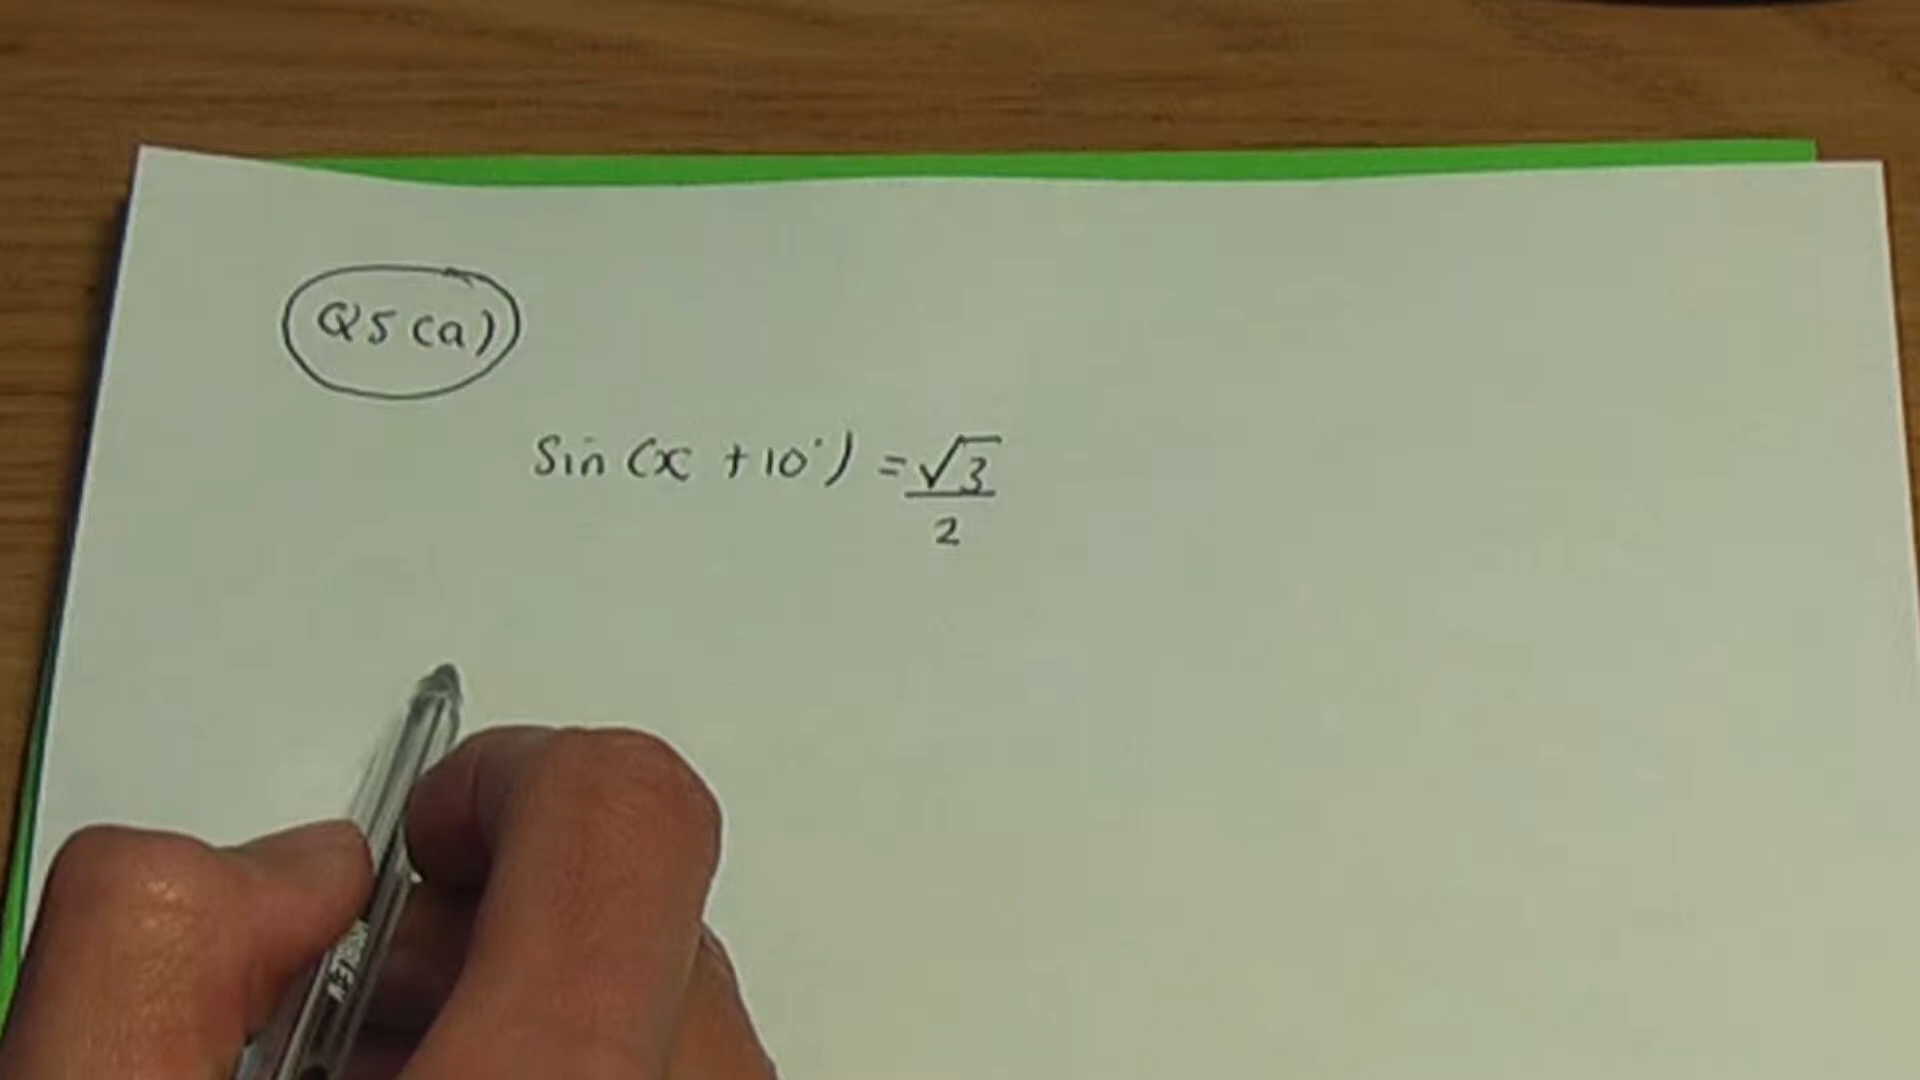 Q5(a)
Sin(x + 10°) = √3/2